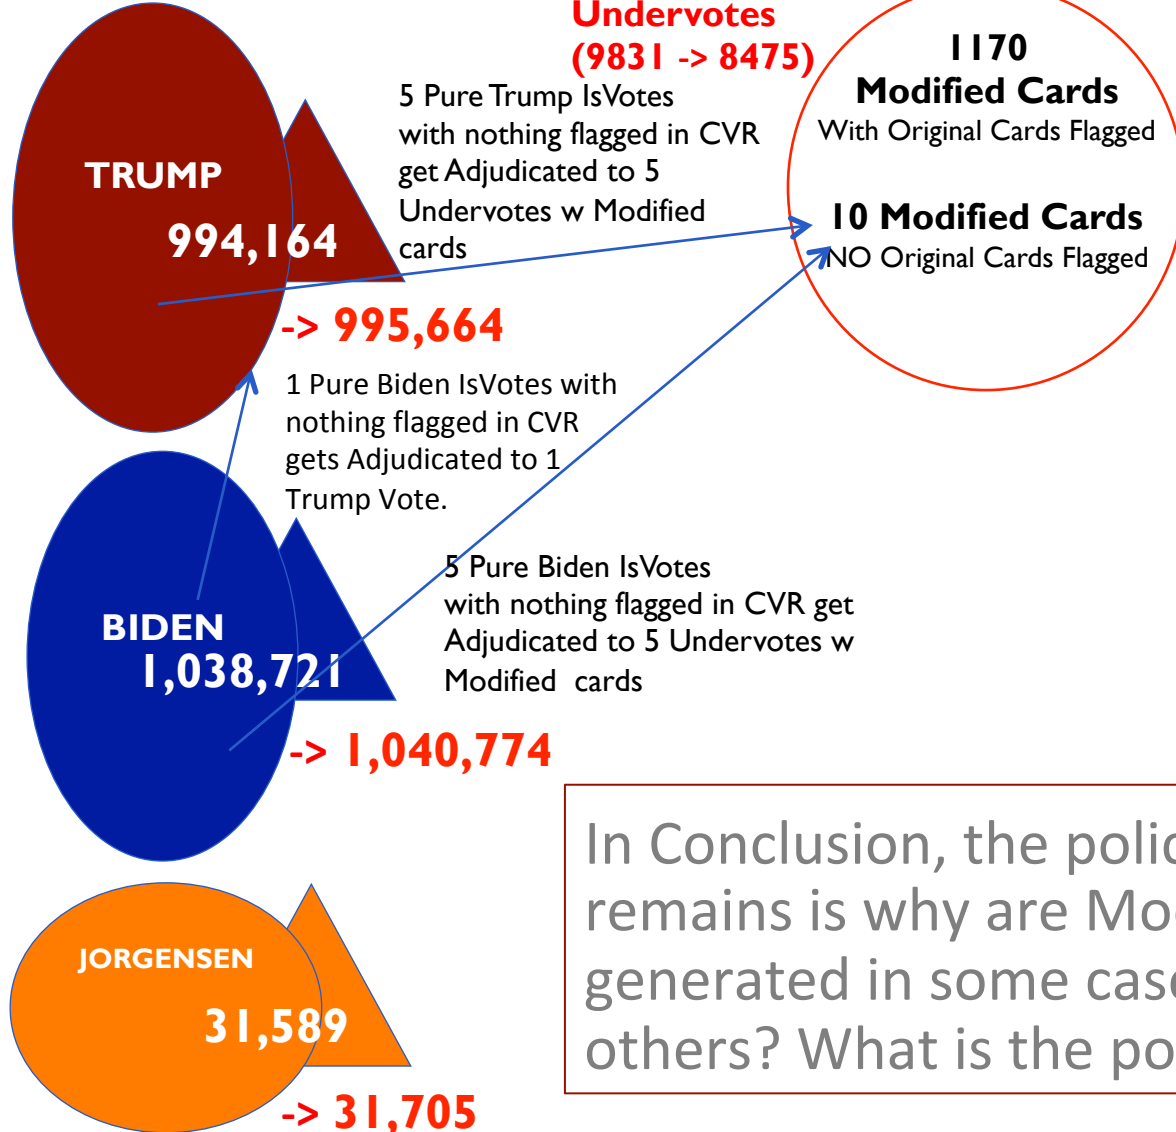 Undervotes
(9831 -> 8475)
1170
Modified Cards
With Original Cards Flagged
10 Modified Cards
NO Original Cards Flagged
5 Pure Trump IsVotes
with nothing flagged in CVR
get Adjudicated to 5
Undervotes w Modified
cards
TRUMP
994,164
-> 995,664
1 Pure Biden IsVotes with
nothing flagged in CVR
gets Adjudicated to 1
Trump Vote.
5 Pure Biden IsVotes
with nothing flagged in CVR get
Adjudicated to 5 Undervotes w
Modified cards
BIDEN
1,038,721
-> 1,040,774
JORGENSEN
31,589
-> 31,705
In Conclusion, the
remains is why are
generated in some
others? What is the